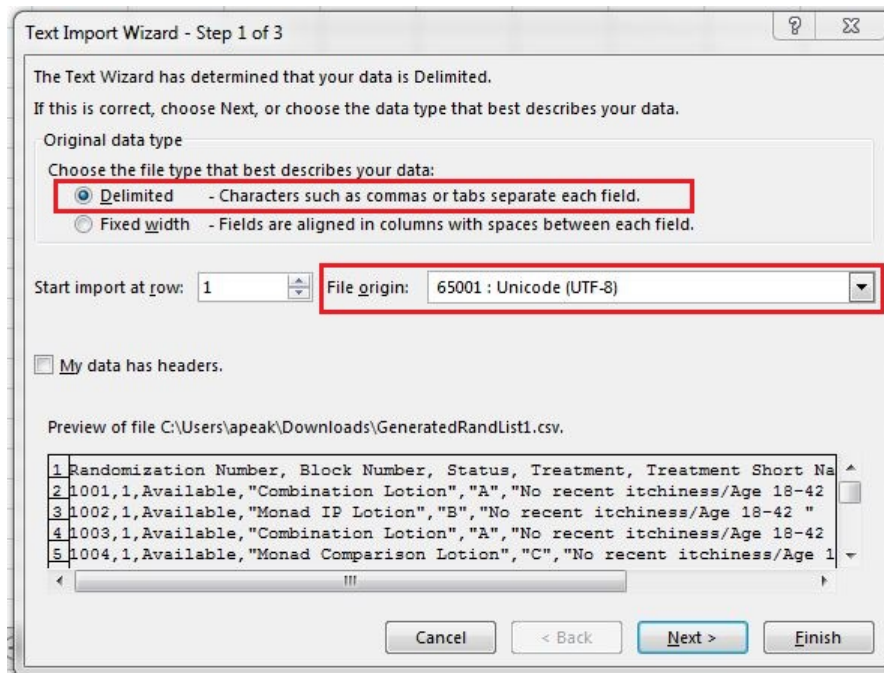 Text Import Wizard - Step 1 of 3
The Text Wizard has determined that your data is Delimited.
If this is correct, choose Next, or choose the data type that best describes your data.
Original data type
Choose the file type that best describes your data:
Delimited - Characters such as commas or tabs separate each field.
Fixed width - Fields are aligned in columns with spaces between each field.
Start import at row: 1 File origin: 65001 : Unicode (UTF-8)
My data has headers.
Preview of file C:\Users\apeak\Downloads\GeneratedRandList1.csv.
1 Randomization Number, Block Number, Status, Treatment, Treatment Short Na
2 1001,1,Available,"Combination Lotion","A","No recent itchiness/Age 18-42
3 1002,1,Available,"Monad IP Lotion","B","No recent itchiness/Age 18-42 "
4 1003,1,Available,"Combination Lotion","A","No recent itchiness/Age 18-42
5 1004,1,Available,"Monad Comparison Lotion","C","No recent itchiness/Age 1
Cancel < Back Next > Finish